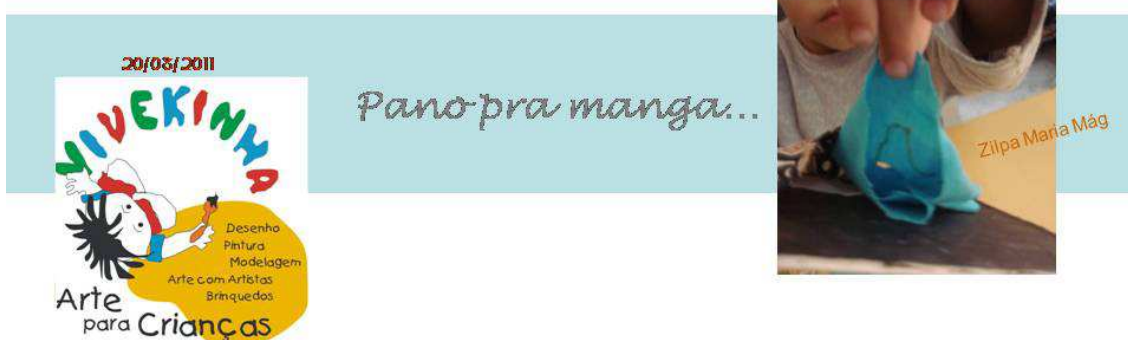 20/08/2011
VIVEKINHA
Desenho
Pintura
Modelagem
Arte com Artistas
Brinquedos
Arte
para Crianças
Pano pra manga...
Zilpa Maria Mág